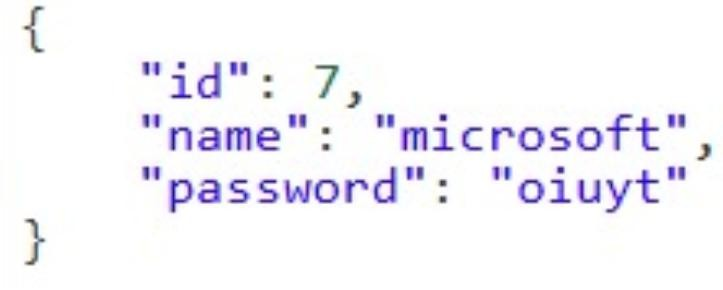 {
    "id": 7,
    "name": "microsoft",
    "password": "oiuyt"
}